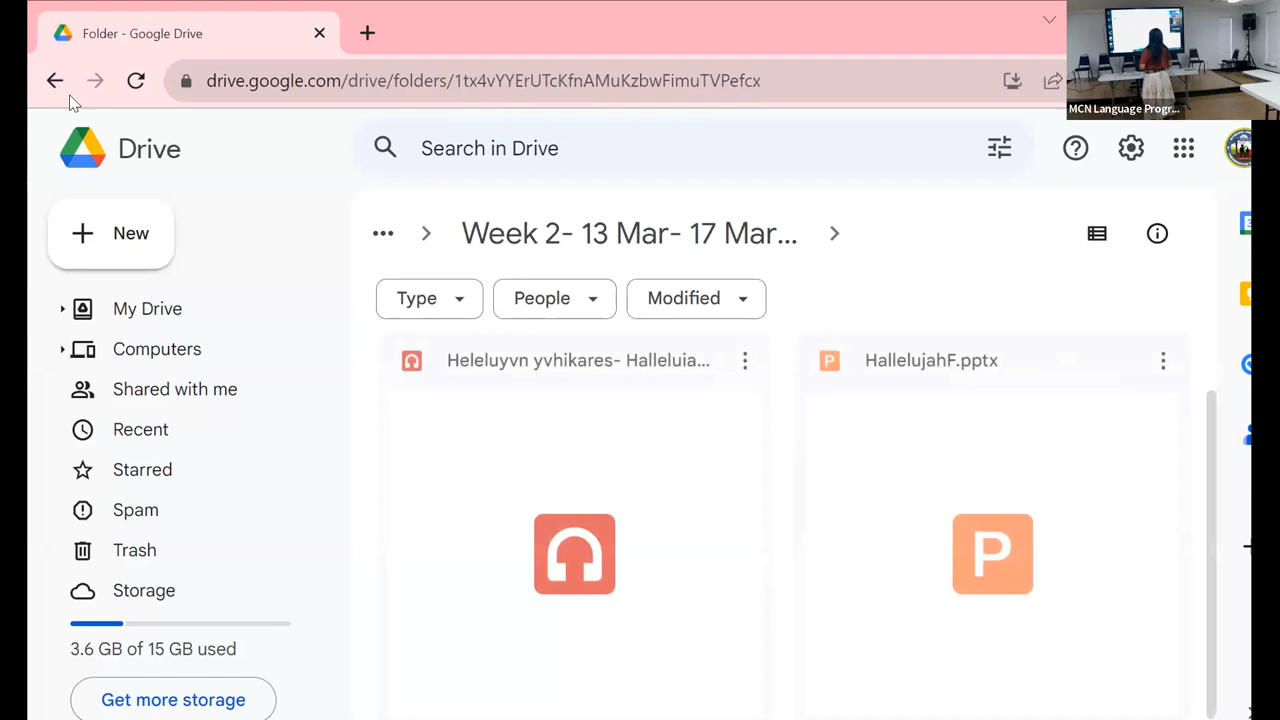 Folder - Google Drive
drive.google.com/drive/folders/1tx4vYYErUTcKfnAMuKzbwFimuTVPefcx
MCN Language Progr...
Drive
Search in Drive
New
Week 2- 13 Mar- 17 Mar...
Type
People
Modified
My Drive
Computers
Shared with me
Recent
Starred
Spam
Trash
Storage
3.6 GB of 15 GB used
Get more storage
Heleluyvn yvhikares- Halleluia...
P HallelujahF.pptx
P